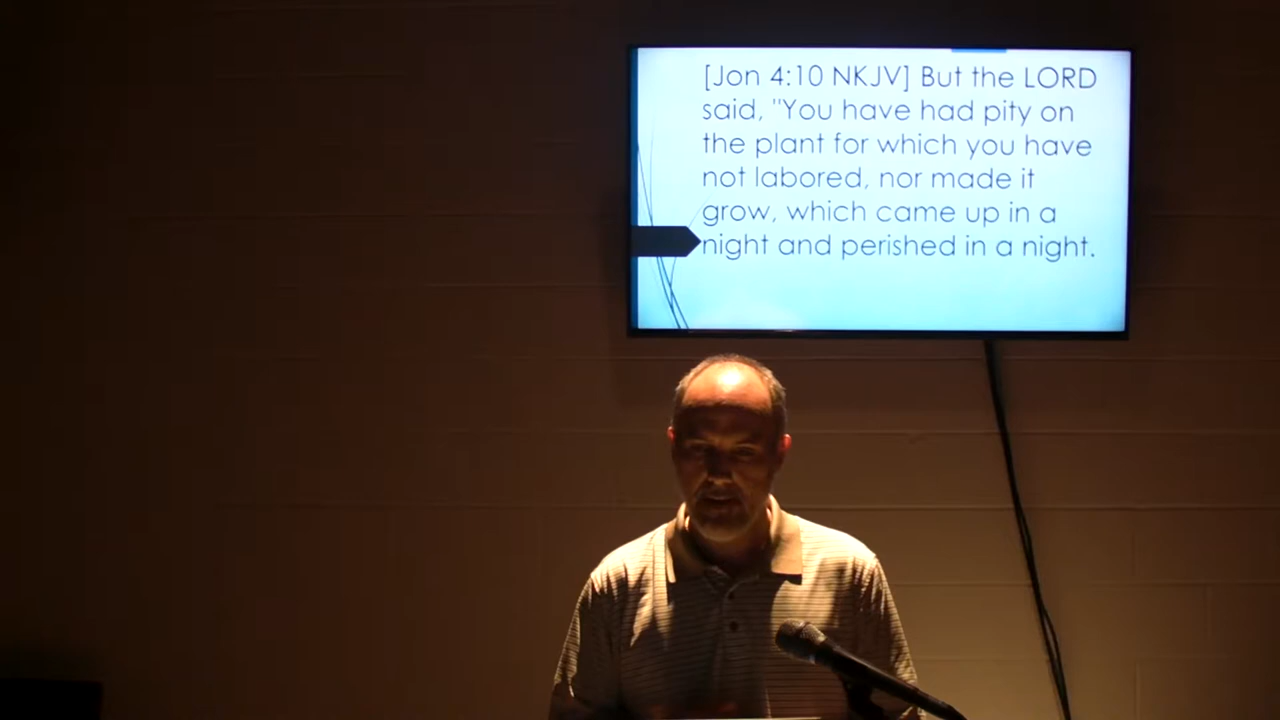 [Jon 4:10 NKJV] But the LORD
said, "You have had pity on
the plant for which you have
not labored, nor made it
grow, which came up in a
night and perished in a night.